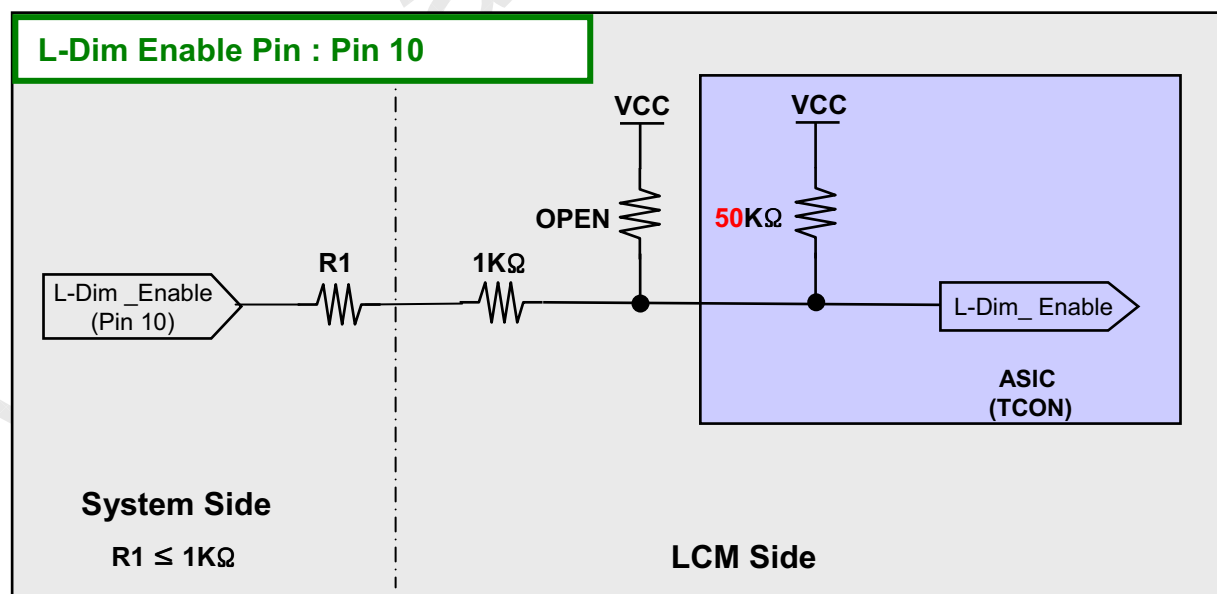 L-Dim Enable Pin : Pin 10
VCC
VCC
OPEN
50KΩ
R1
1KΩ
L-Dim _Enable
(Pin 10)
L-Dim_ Enable
ASIC
(TCON)
System Side
R1 ≤ 1KΩ
LCM Side